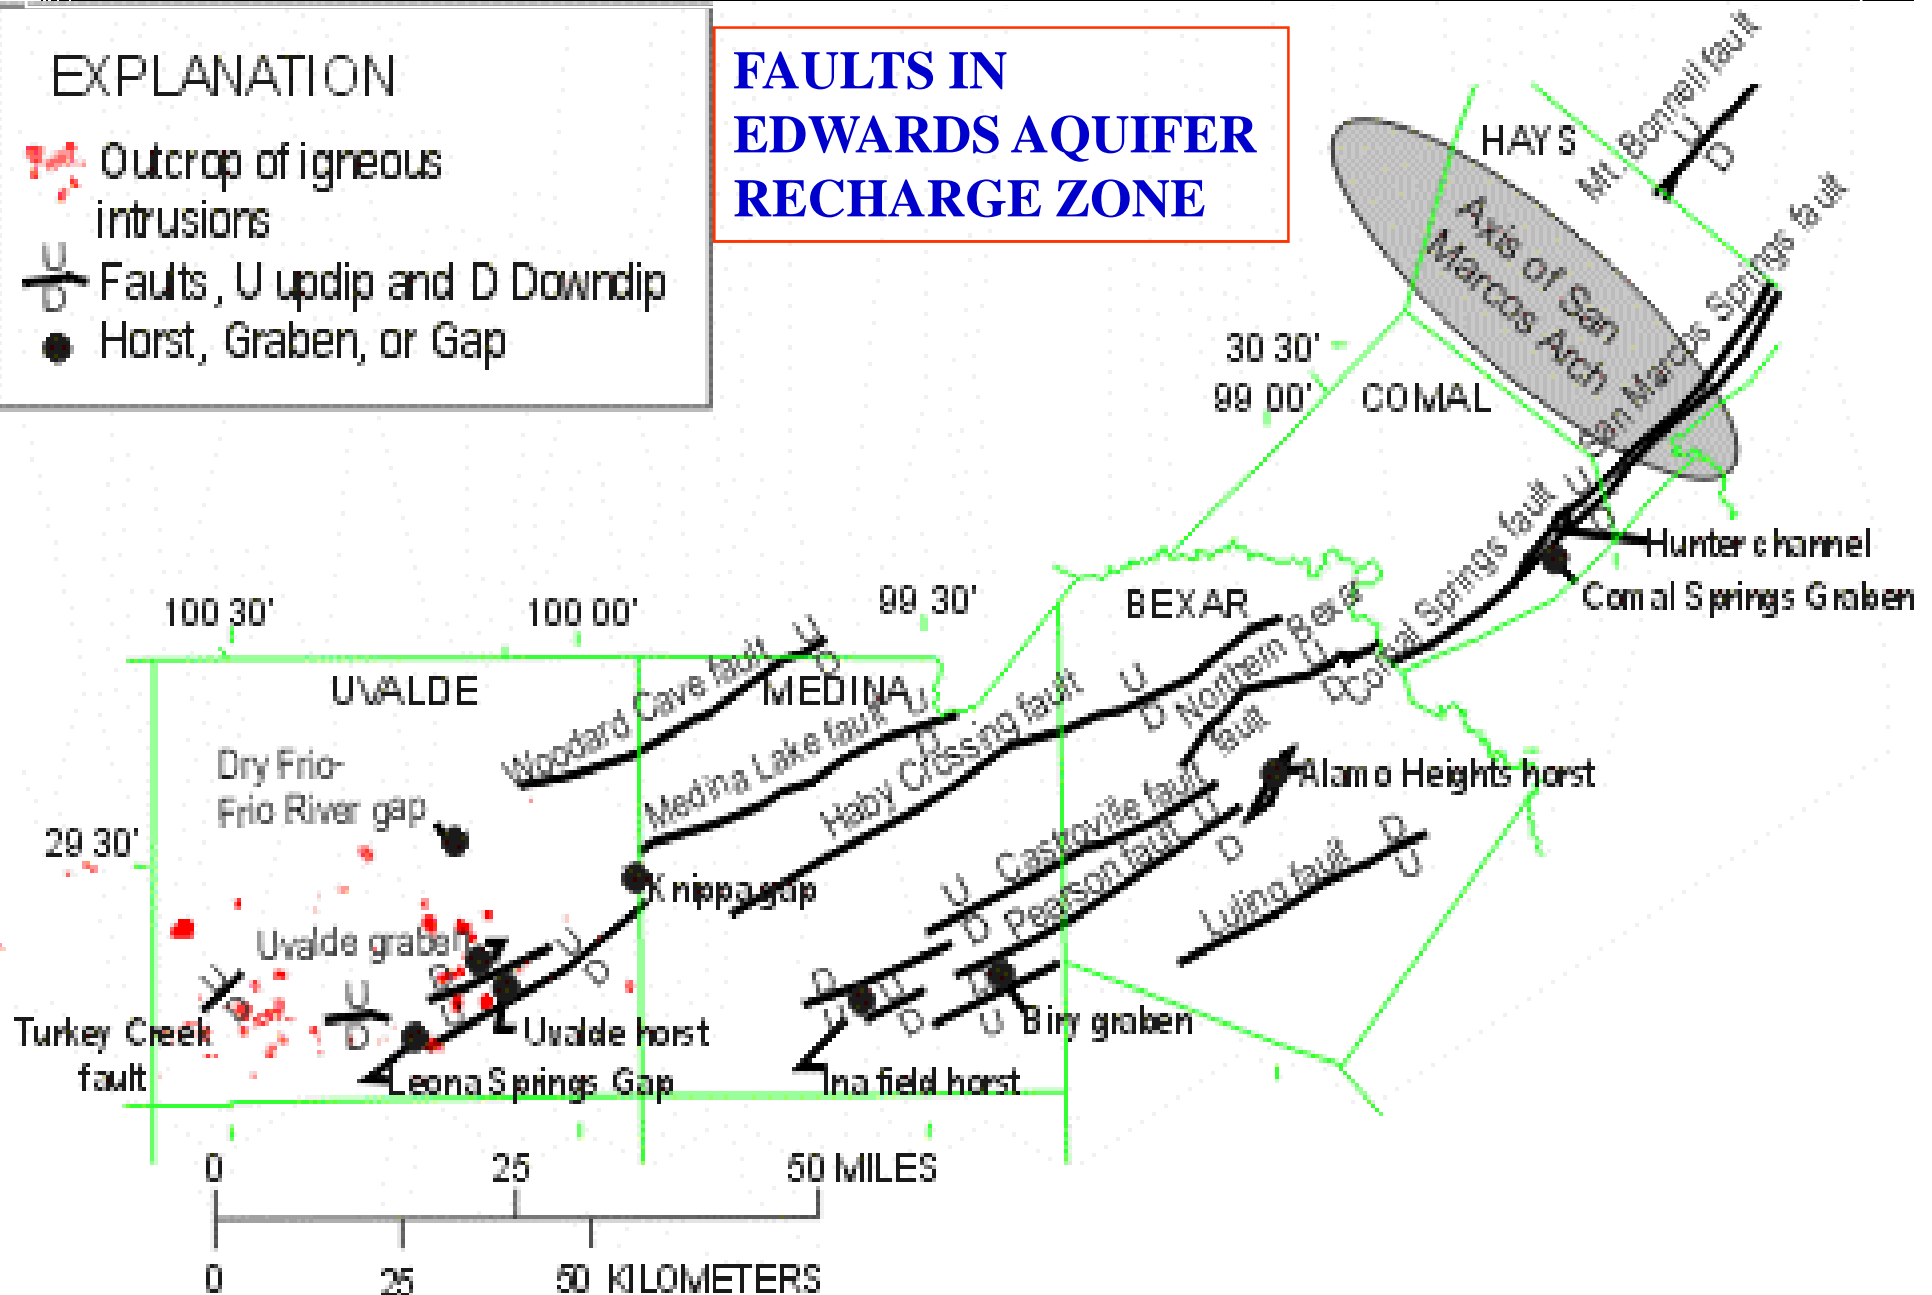 EXPLANATION
Outcrop of igneous
intrusions
U
D
Faults, U updip and D Downdip
Horst, Graben, or Gap
FAULTS IN
EDWARDS AQUIFER
RECHARGE ZONE
HAYS
Mt. Bonnell fault
U
D
Axis of San
Marcos Arch
San Marcos Springs fault
30 30'
99 00'
COMAL
U
D
Hunter channel
Comal Springs Graben
Comal Springs fault
100 30'
100 00'
99 30'
BEXAR
Northern Bexar
fault
U
D
UVALDE
MEDINA
Woodard Cave fault
U
D
Medina Lake fault
U
D
Haby Crossing fault
U
D
Dry Frio-
Frio River gap
29 30'
Alamo Heights horst
Castroville fault
U
D
Pearson fault
U
D
Luling fault
D
U
Knippa gap
Uvalde graben
U
D
D
U
U
D
U
D
Turkey Creek
fault
Uvalde horst
Leona Springs Gap
D
U
U
D
Ina field horst
D
U
Biry graben
0
25
50 MILES
0
25
50 KILOMETERS